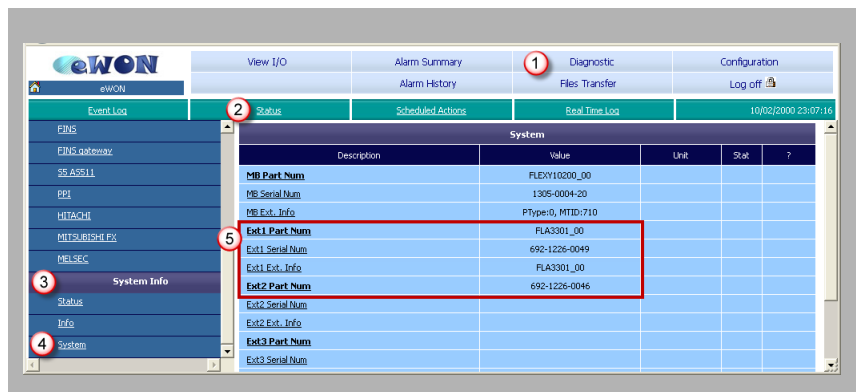 eWON
View I/O Alarm Summary 1 Diagnostic Configuration
eWON Alarm History Files Transfer Log off
Event Log 2 Status Scheduled Actions Real Time Log 10/02/2000 23:07:16
FINS
FINS gateway
S5 AS511
PPI
HITACHI
MITSUBISHI FX
MELSEC
3 System Info
Status
Info
4 System
System
Description Value Unit Stat ?
MB Part Num FLEXY10200_00
MB Serial Num 1305-0004-20
MB Ext. Info PType:0, MTID:710
5 Ext1 Part Num FLA3301_00
Ext1 Serial Num 692-1226-0049
Ext1 Ext. Info FLA3301_00
Ext2 Part Num 692-1226-0046
Ext2 Serial Num
Ext2 Ext. Info
Ext3 Part Num
Ext3 Serial Num